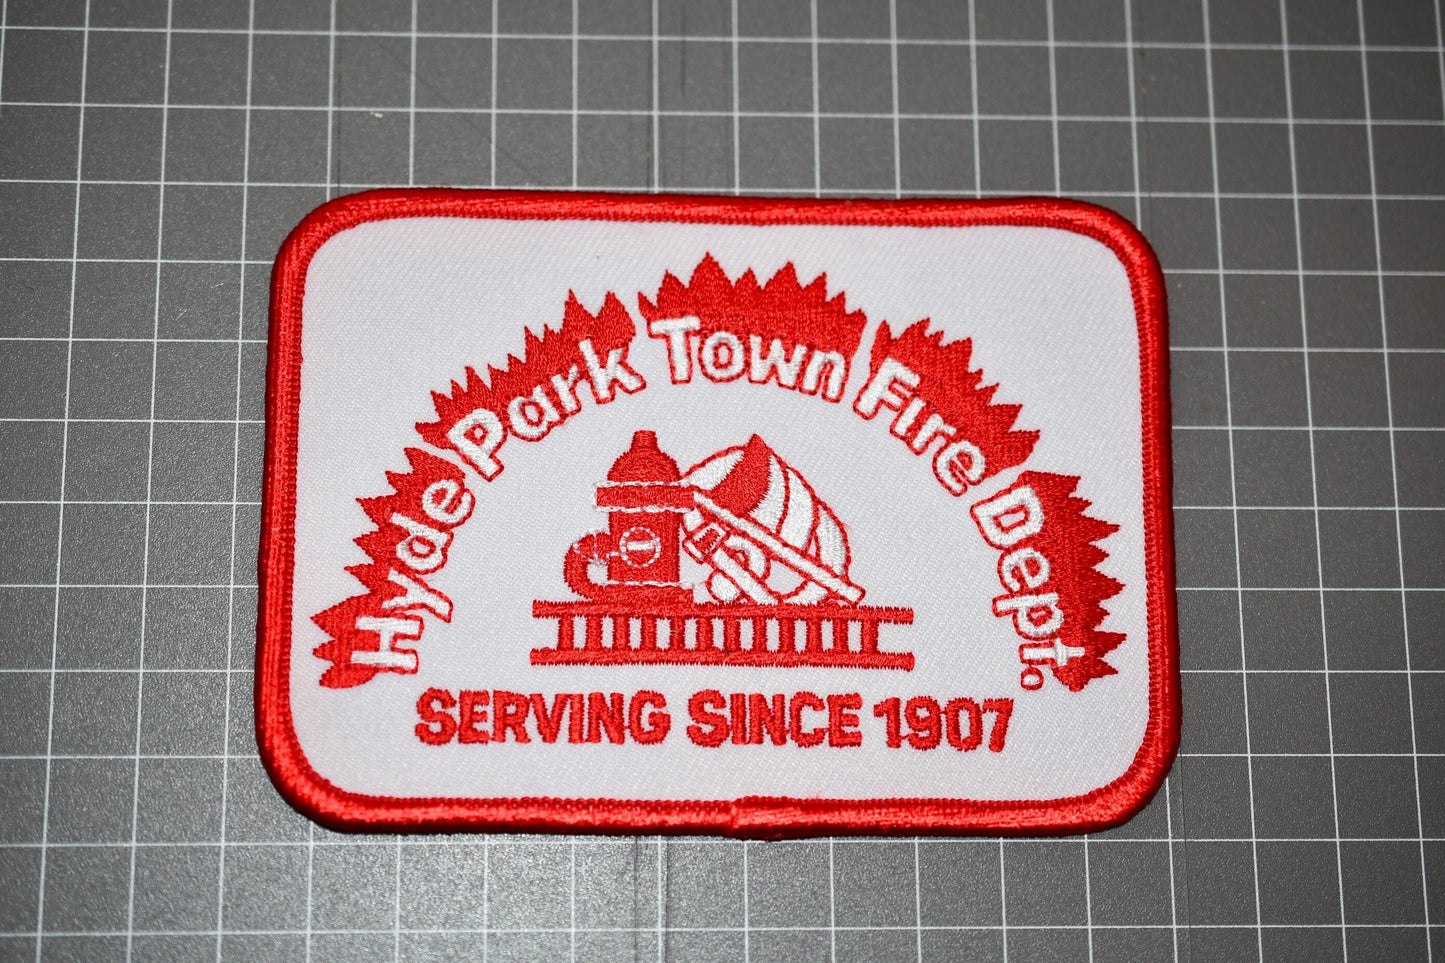 Hyde Park Town Fire Dept.
SERVING SINCE 1907